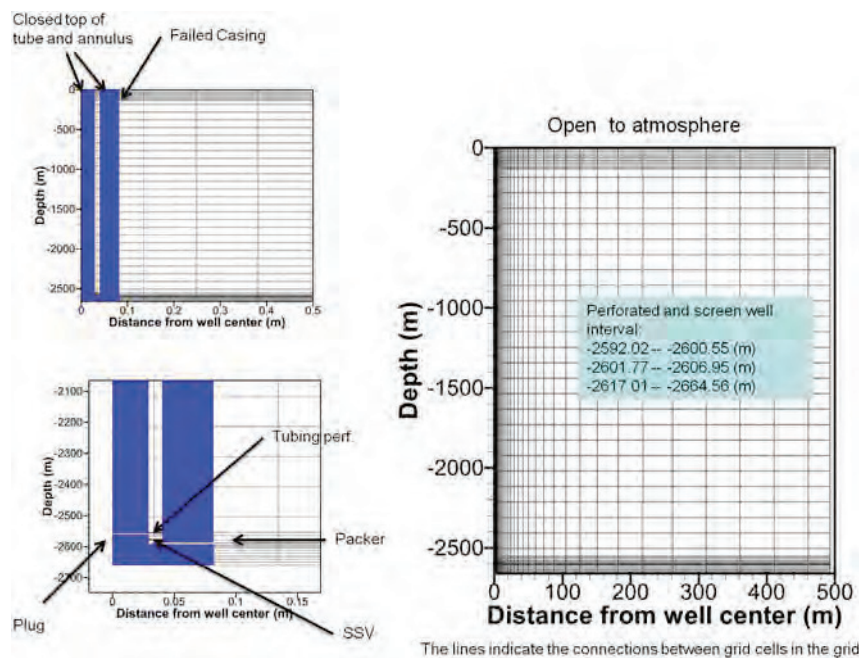 Closed top of
tube and annulus
Failed Casing
0
-500
-1000
-1500
-2000
-2500
Depth (m)
0 0.1 0.2 0.3 0.4 0.5
Distance from well center (m)
-2100
-2200
-2300
-2400
-2500
-2600
-2700
Depth (m)
0 0.05 0.1 0.15
Distance from well center (m)
Tubing perf.
Packer
Plug
SSV
Open to atmosphere
0
-500
-1000
-1500
-2000
-2500
Depth (m)
Perforated and screen well
interval:
-2592.02 -- -2600.55 (m)
-2601.77 -- -2606.95 (m)
-2617.01 -- -2664.56 (m)
0 100 200 300 400 500
Distance from well center (m)
The lines indicate the connections between grid cells in the grid